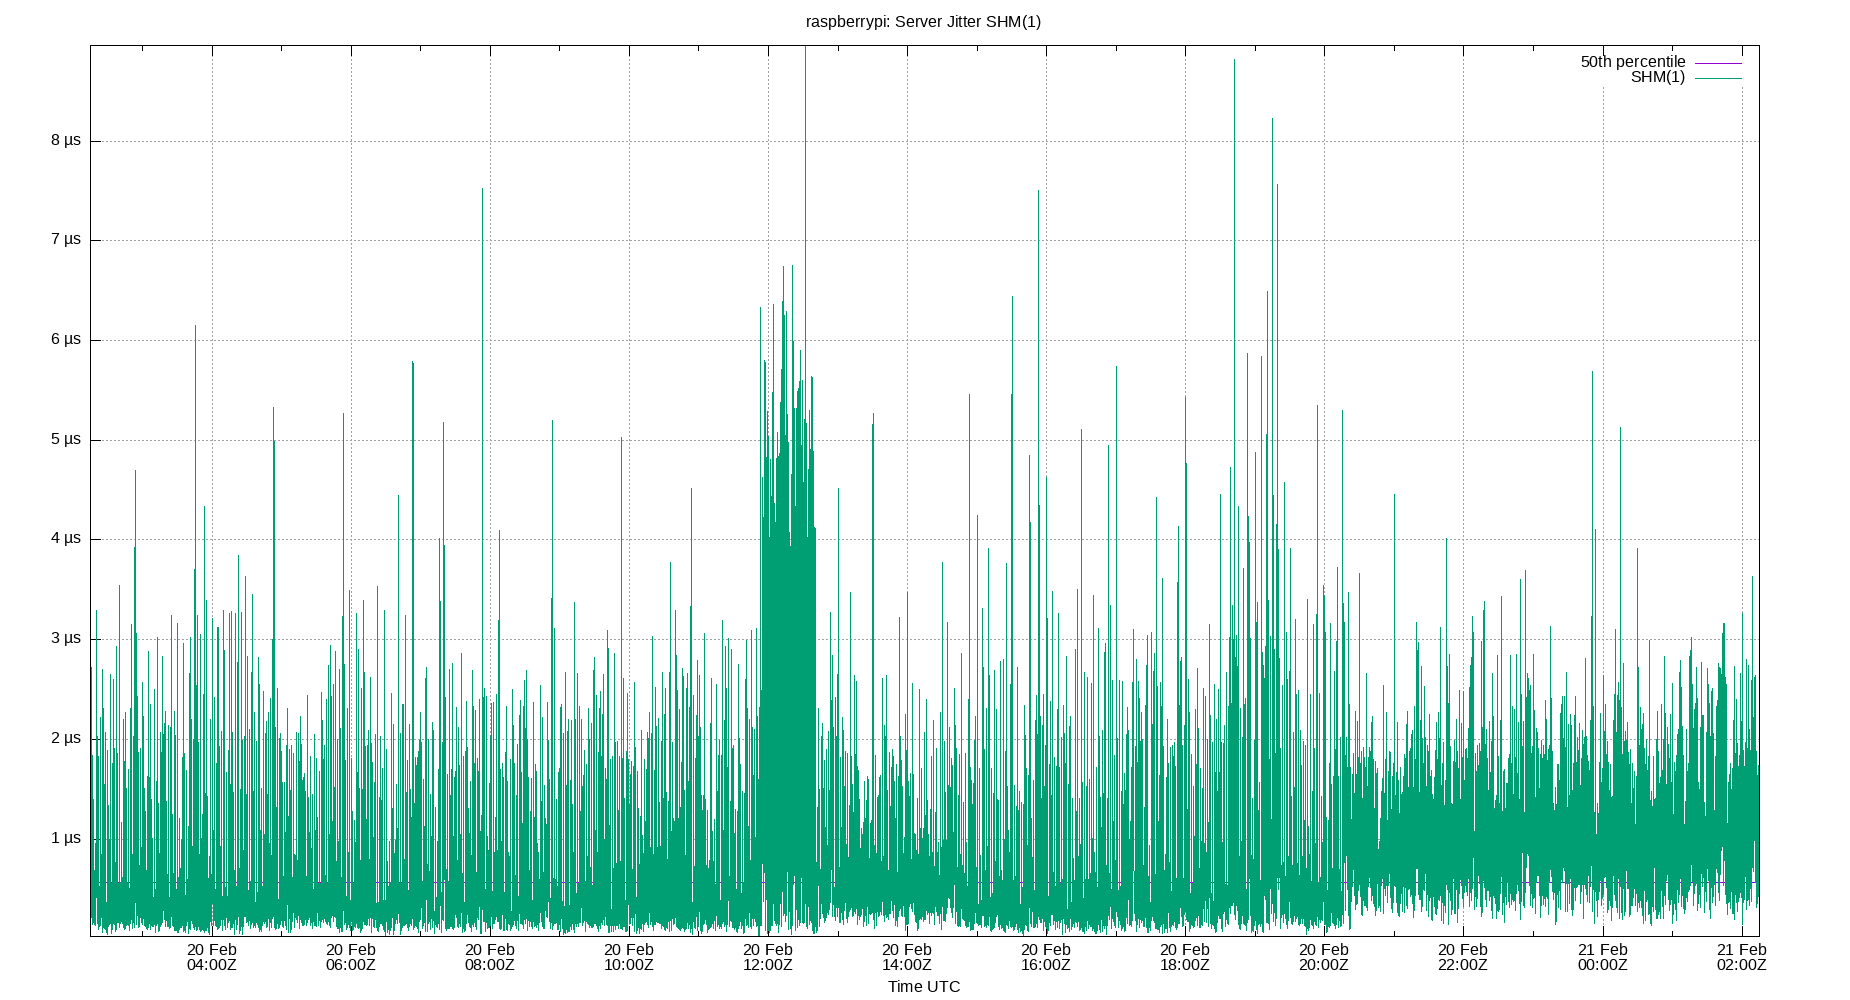 raspberrypi: Server Jitter SHM(1)
50th percentile
SHM(1)
8 µs
7 µs
6 µs
5 µs
4 µs
3 µs
2 µs
1 µs
20 Feb 20 Feb 20 Feb 20 Feb 20 Feb 20 Feb 20 Feb 20 Feb 20 Feb 20 Feb 21 Feb 21 Feb
04:00Z 06:00Z 08:00Z 10:00Z 12:00Z 14:00Z 16:00Z 18:00Z 20:00Z 22:00Z 00:00Z 02:00Z
Time UTC